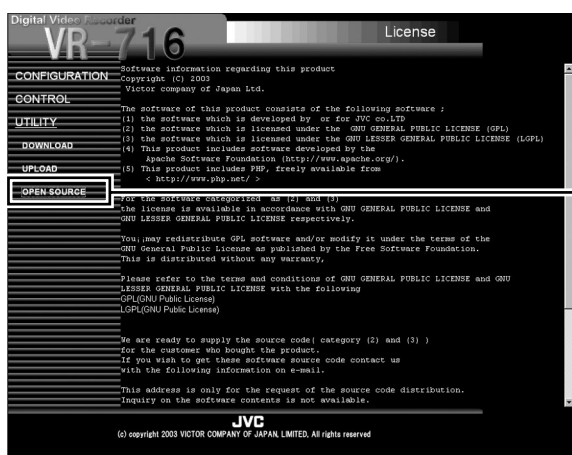 Digital Video Recorder
VR-716
License
CONFIGURATION
CONTROL
UTILITY
DOWNLOAD
UPLOAD
OPEN SOURCE
Software information regarding this product
Copyright (C) 2003
Victor company of Japan Ltd.
The software of this product consists of the following software ;
(1) the software which is developed by or for JVC co.LTD
(2) the software which is licensed under the GNU GENERAL PUBLIC LICENSE (GPL)
(3) the software which is licensed under the GNU LESSER GENERAL PUBLIC LICENSE (LGPL)
(4) This product includes software developed by the
Apache Software Foundation (http://www.apache.org/).
(5) This product includes PHP, freely available from
< http://www.php.net/ >
For the software categorized as (2) and (3)
the license is available in accordance with GNU GENERAL PUBLIC LICENSE and
GNU LESSER GENERAL PUBLIC LICENSE respectively.
You¡¡may redistribute GPL software and/or modify it under the terms of the
GNU General Public License as published by the Free Software Foundation.
This is distributed without any warranty,
Please refer to the terms and conditions of GNU GENERAL PUBLIC LICENSE and GNU
LESSER GENERAL PUBLIC LICENSE with the following
GPL(GNU Public License)
LGPL(GNU Public License)
We are ready to supply the source code( category (2) and (3) )
for the customer who bought the product.
If you wish to get these software source code contact us
with the following information on e-mail.
This address is only for the request of the source code distribution.
Inquiry on the software contents is not available.
JVC
(c) copyright 2003 VICTOR COMPANY OF JAPAN, LIMITED, All rights reserved